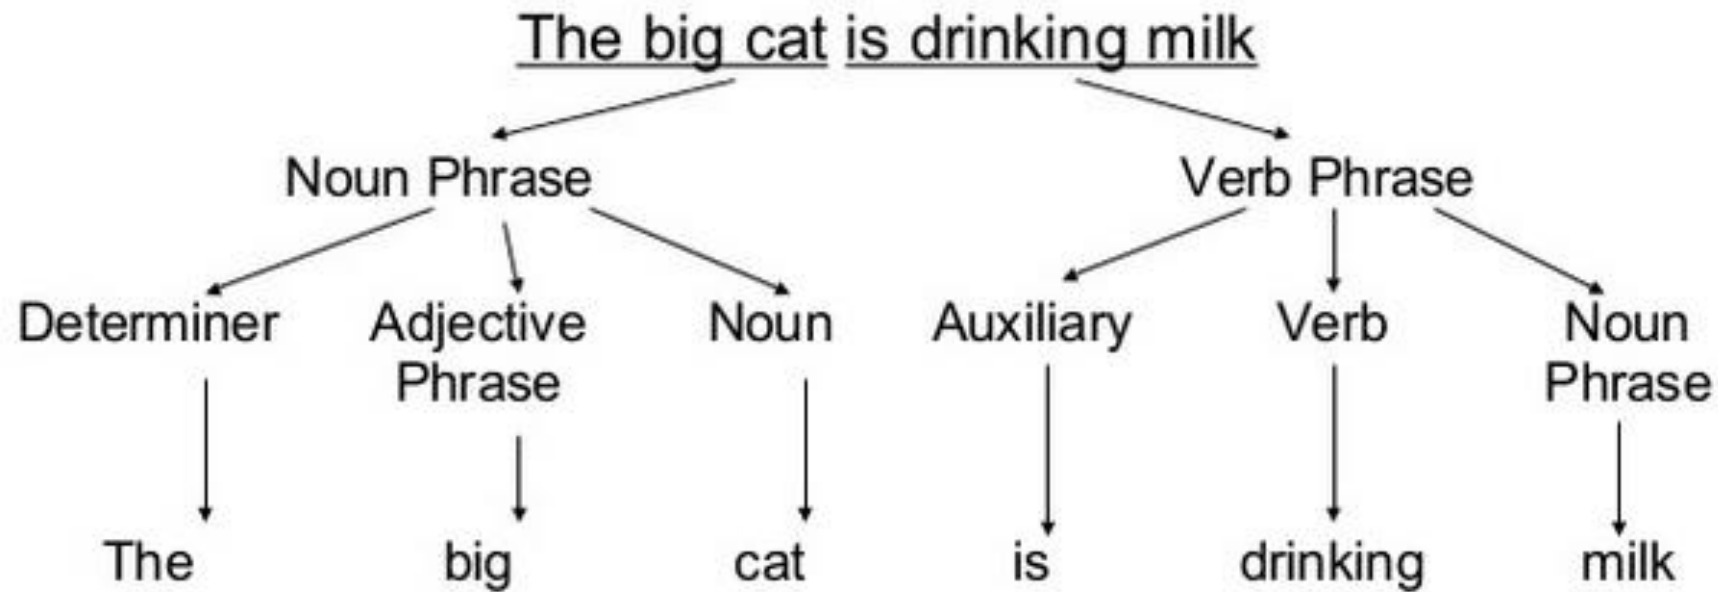 The big cat is drinking milk
Noun Phrase Verb Phrase
Determiner Adjective Noun Auxiliary Verb Noun
Phrase Phrase
The big cat is drinking milk